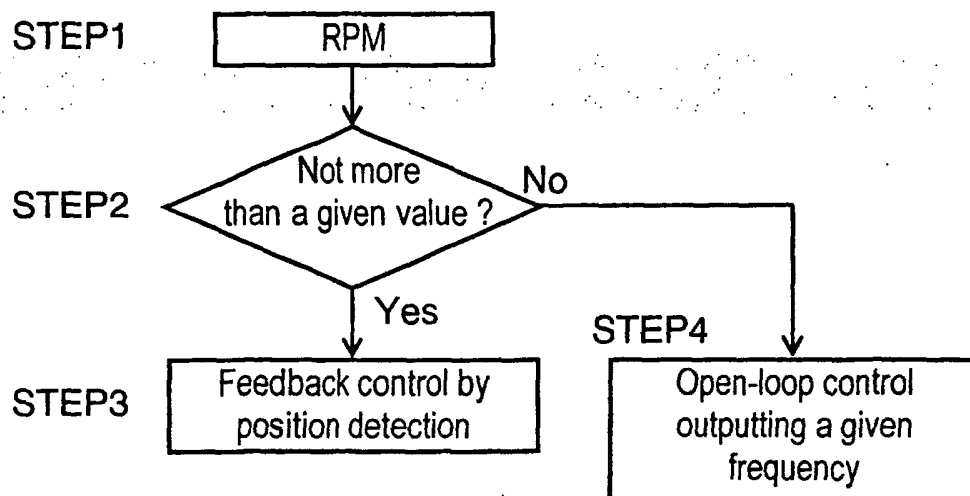 STEP1
RPM
STEP2
Not more
than a given value ?
No
Yes
STEP3
Feedback control by
position detection
STEP4
Open-loop control
outputting a given
frequency